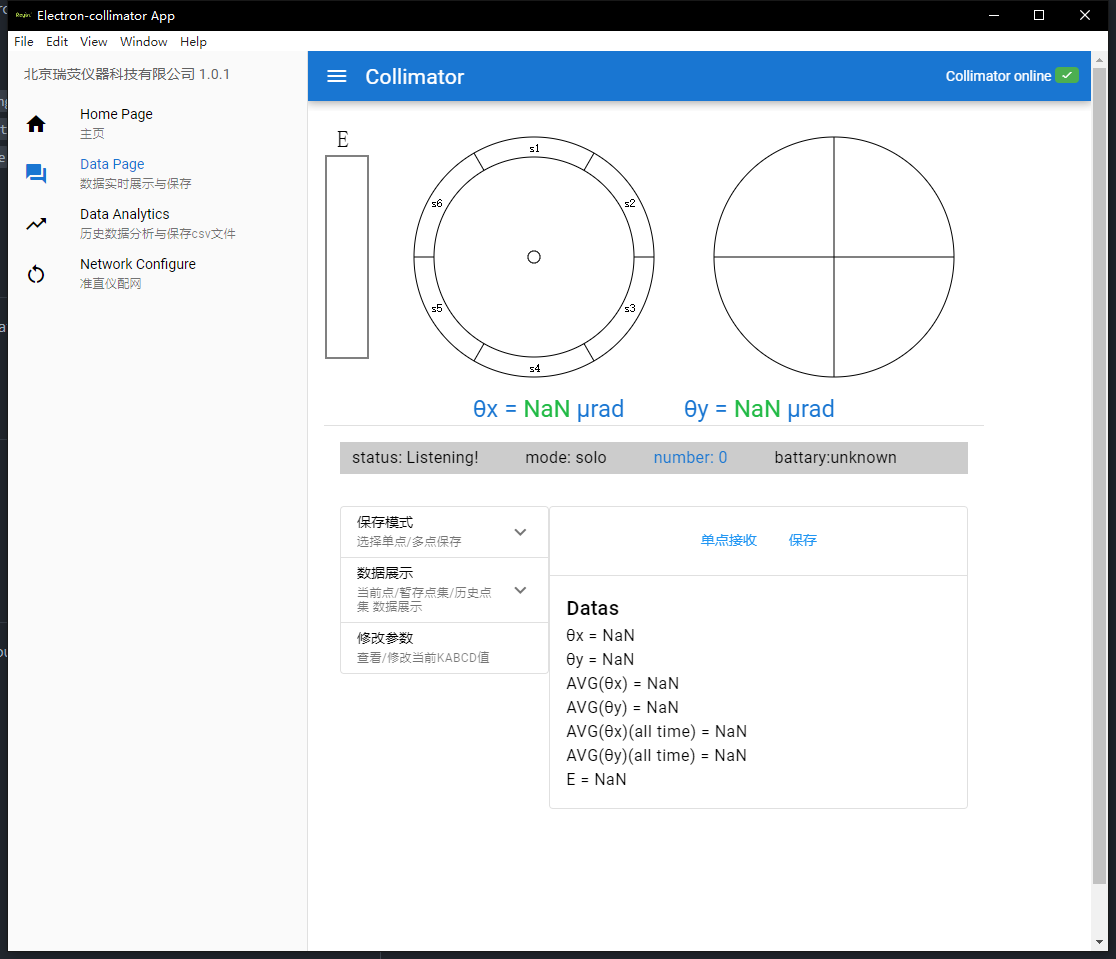 Electron-collimator App
File Edit View Window Help
北京瑞荧仪器科技有限公司 1.0.1
Home Page
主页
Data Page
数据实时展示与保存
Data Analytics
历史数据分析与保存csv文件
Network Configure
准直仪配网
Collimator
Collimator online
E
s1
s6
s2
s5
s3
s4
θx = NaN μrad
θy = NaN μrad
status: Listening!
mode: solo
number: 0
battary:unknown
保存模式
选择单点/多点保存
数据展示
当前点/暂存点集/历史点
集 数据展示
修改参数
查看/修改当前KABCD值
单点接收
保存
Datas
θx = NaN
θy = NaN
AVG(θx) = NaN
AVG(θy) = NaN
AVG(θx)(all time) = NaN
AVG(θy)(all time) = NaN
E = NaN